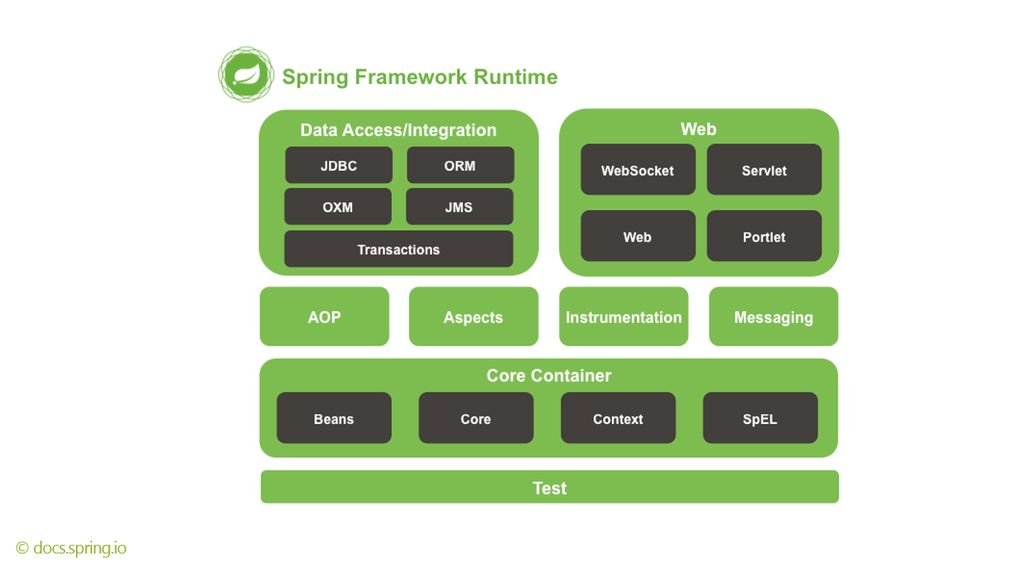 Spring Framework Runtime
Data Access/Integration
JDBC
ORM
OXM
JMS
Transactions
Web
WebSocket
Servlet
Web
Portlet
AOP
Aspects
Instrumentation
Messaging
Core Container
Beans
Core
Context
SpEL
Test
© docs.spring.io